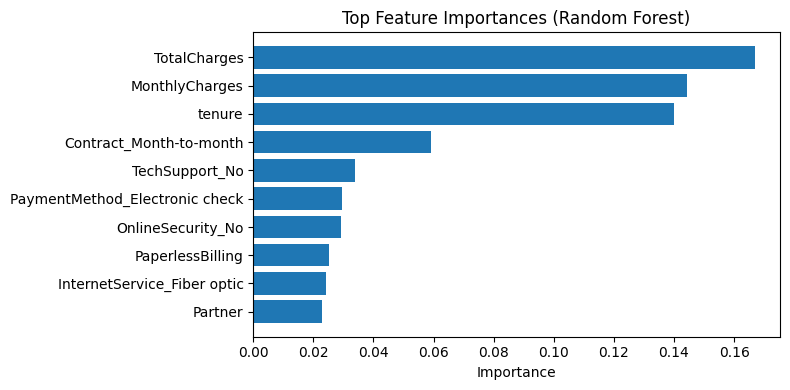 Top Feature Importances (Random Forest)
TotalCharges
MonthlyCharges
tenure
Contract_Month-to-month
TechSupport_No
PaymentMethod_Electronic check
OnlineSecurity_No
PaperlessBilling
InternetService_Fiber optic
Partner
0.00 0.02 0.04 0.06 0.08 0.10 0.12 0.14 0.16
Importance